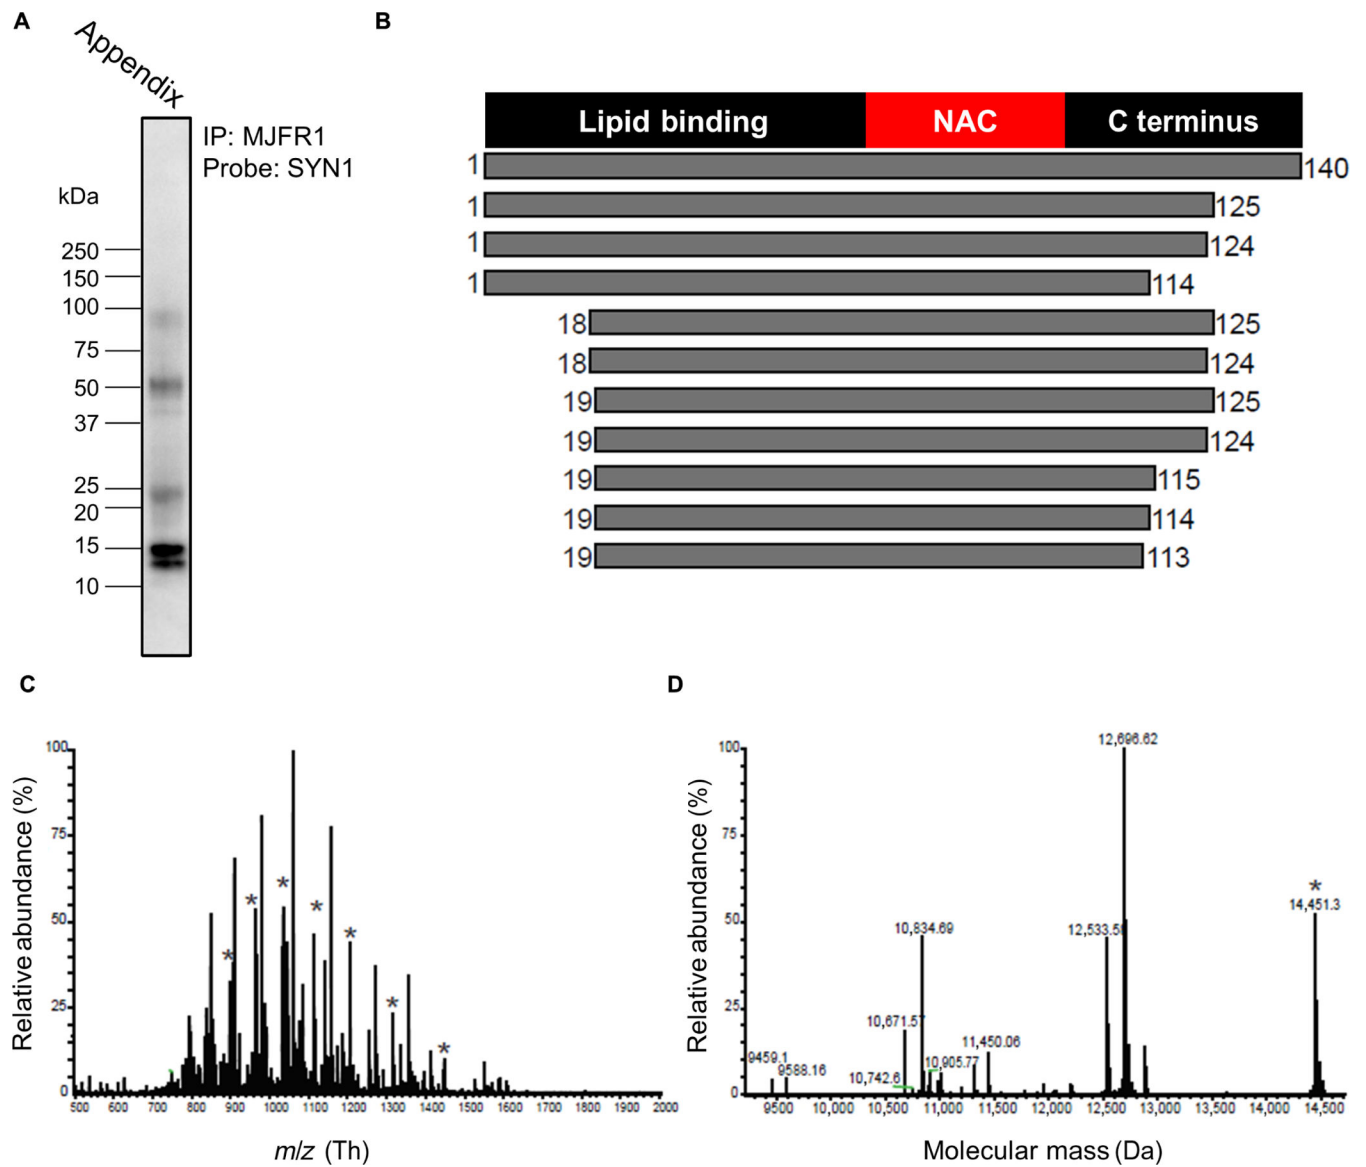 A
Appendix
IP: MJFR1
Probe: SYN1
kDa
250
150
100
75
50
37
25
20
15
10
B
Lipid binding NAC C terminus
1 140
1 125
1 124
1 114
18 125
18 124
19 125
19 124
19 115
19 114
19 113
C
Relative abundance (%)
100
75
50
25
0
* * * * * * *
500 600 700 800 900 1000 1100 1200 1300 1400 1500 1600 1700 1800 1900 2000
m/z (Th)
D
Relative abundance (%)
100
75
50
25
0
12,696.62
*
14,451.3
10,834.69
12,533.5
10,671.57
11,450.06
9459.1
9588.16
10,742.6
10,905.77
9500 10,000 10,500 11,000 11,500 12,000 12,500 13,000 13,500 14,000 14,500
Molecular mass (Da)